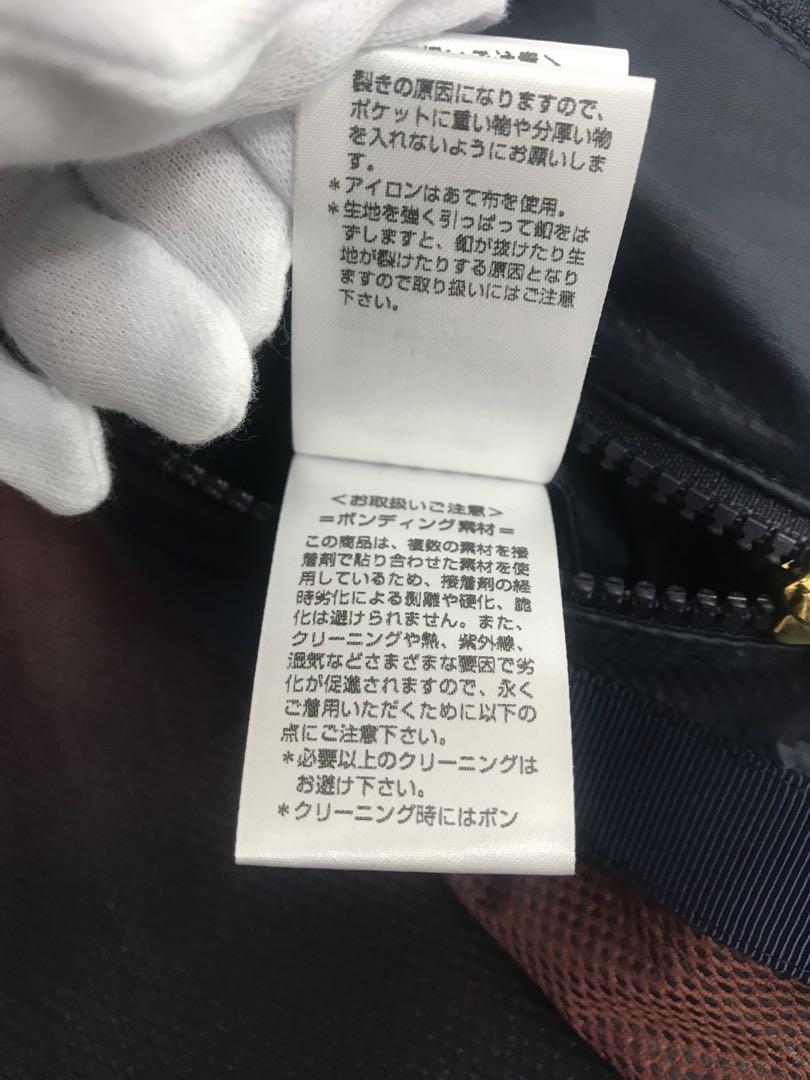 裂きの原因になりますので、
ポケットに重い物や分厚い物
を入れないようにお願いしま
す。
*アイロンはあて布を使用。
*生地を強く引っぱって釦をは
ずしますと、釦が抜けたり生
地が裂けたりする原因となり
ますので取り扱いにはご注意
下さい。
<お取扱いご注意>
=ボンディング素材=
この商品は、複数の素材を接
着剤で貼り合わせた素材を使
用しているため、接着剤の経
時劣化による剥離や硬化、脆
化は避けられません。また、
クリーニングや熱、紫外線、
湿気などさまざまな要因で劣
化が促進されますので、永く
ご着用いただくために以下の
点にご注意下さい。
*必要以上のクリーニングは
お避け下さい。
*クリーニング時にはボン